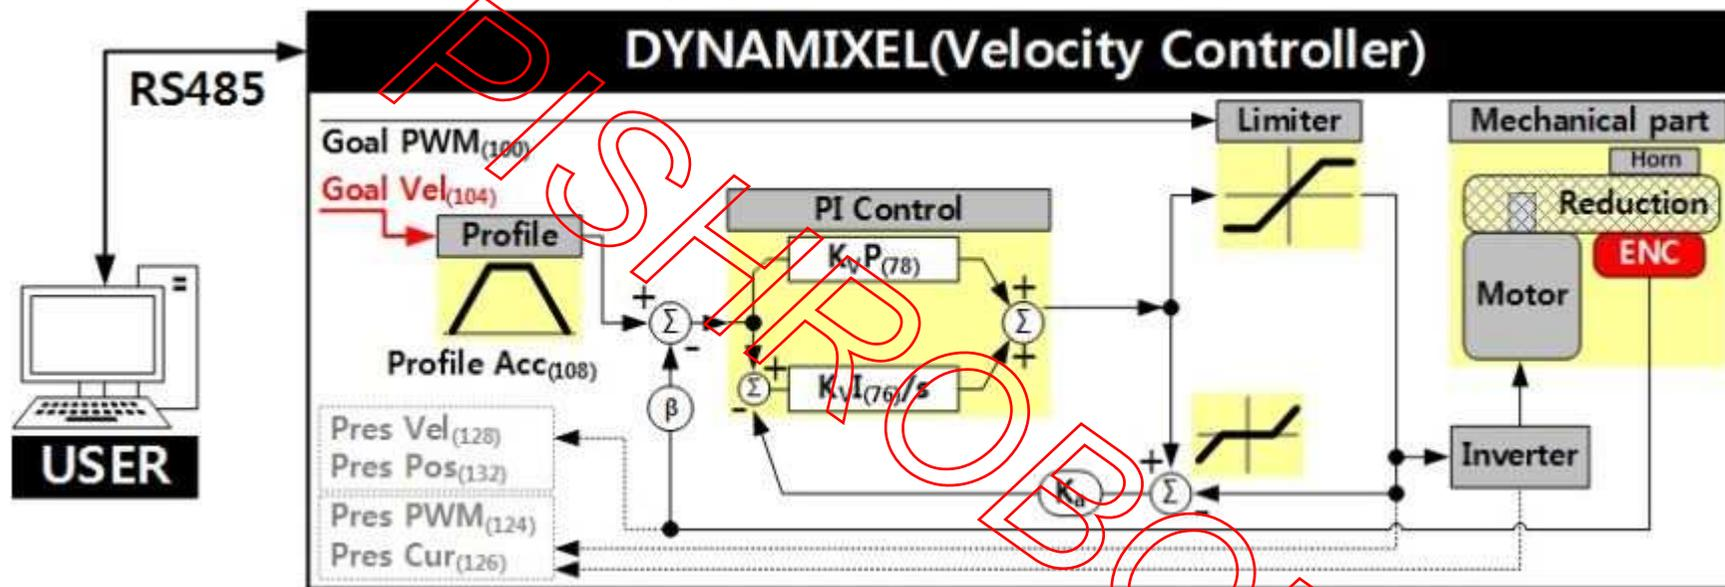 DYNAMIXEL(Velocity Controller)
RS485
Goal PWM(100)
Limiter
Mechanical part
Horn
Goal Vel(104)
Reduction
PI Control
Profile
ENC
KVP(78)
Motor
+
Σ
-
+
Σ
+
Profile Acc(108)
+
Σ
-
KVI(76)/s
β
USER
Pres Vel(128)
Pres Pos(132)
Inverter
+
Σ
-
Ka
Pres PWM(124)
Pres Cur(126)
PISHROBO